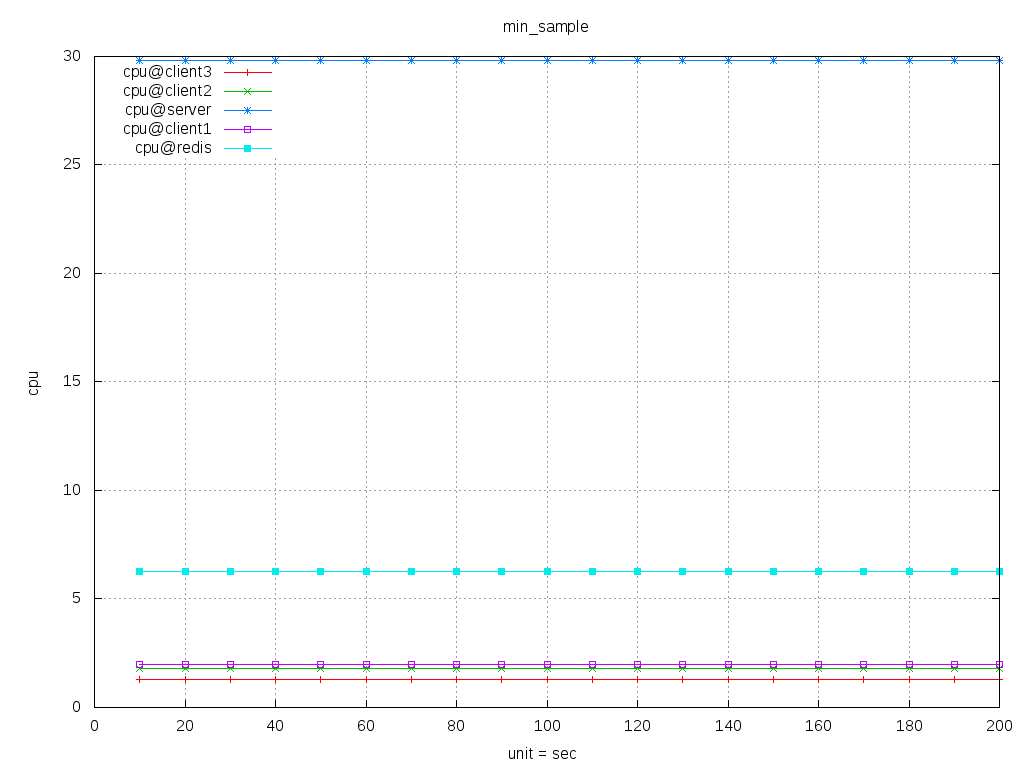 min_sample
30
25
20
15
10
5
0
cpu
cpu@client3
cpu@client2
cpu@server
cpu@client1
cpu@redis
0 20 40 60 80 100 120 140 160 180 200
unit = sec